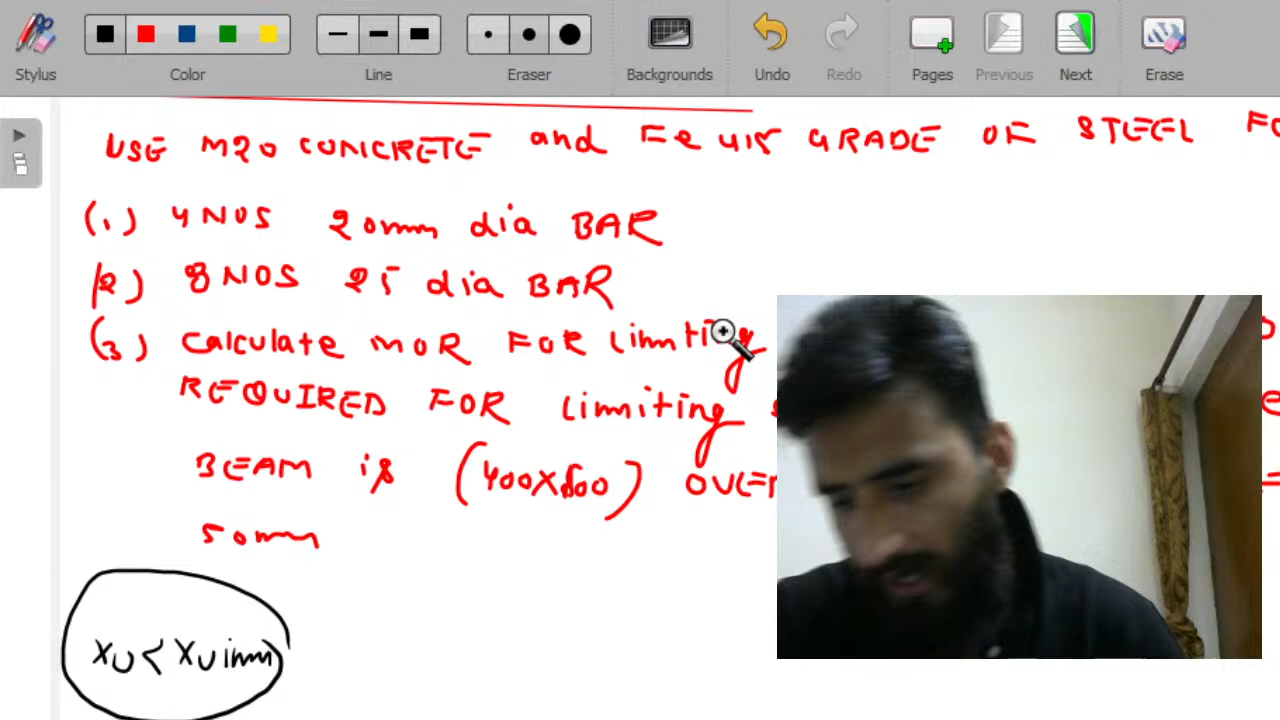 Stylus
Color
Line
Eraser
Backgrounds
Undo
Redo
Pages
Previous
Next
Erase
USE M20 CONCRETE and FE 415 GRADE OF STEEL FO
(1) 4 NOS 20mm dia BAR
(2) 8 NOS 25 dia BAR
(3) Calculate MOR FOR limiting
REQUIRED FOR limiting
BEAM is (400X600) OVER
50mm
XU < XU